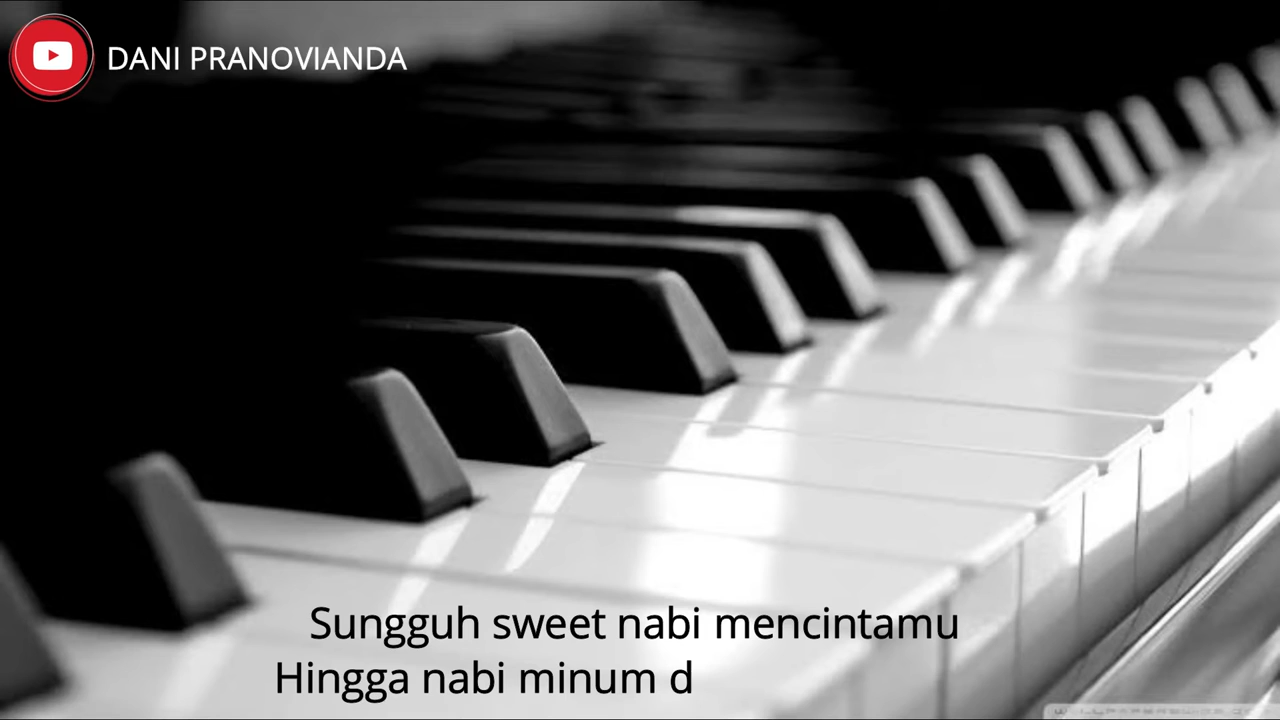 DANI PRANOVIANDA
Sungguh sweet nabi mencintamu
Hingga nabi minum d